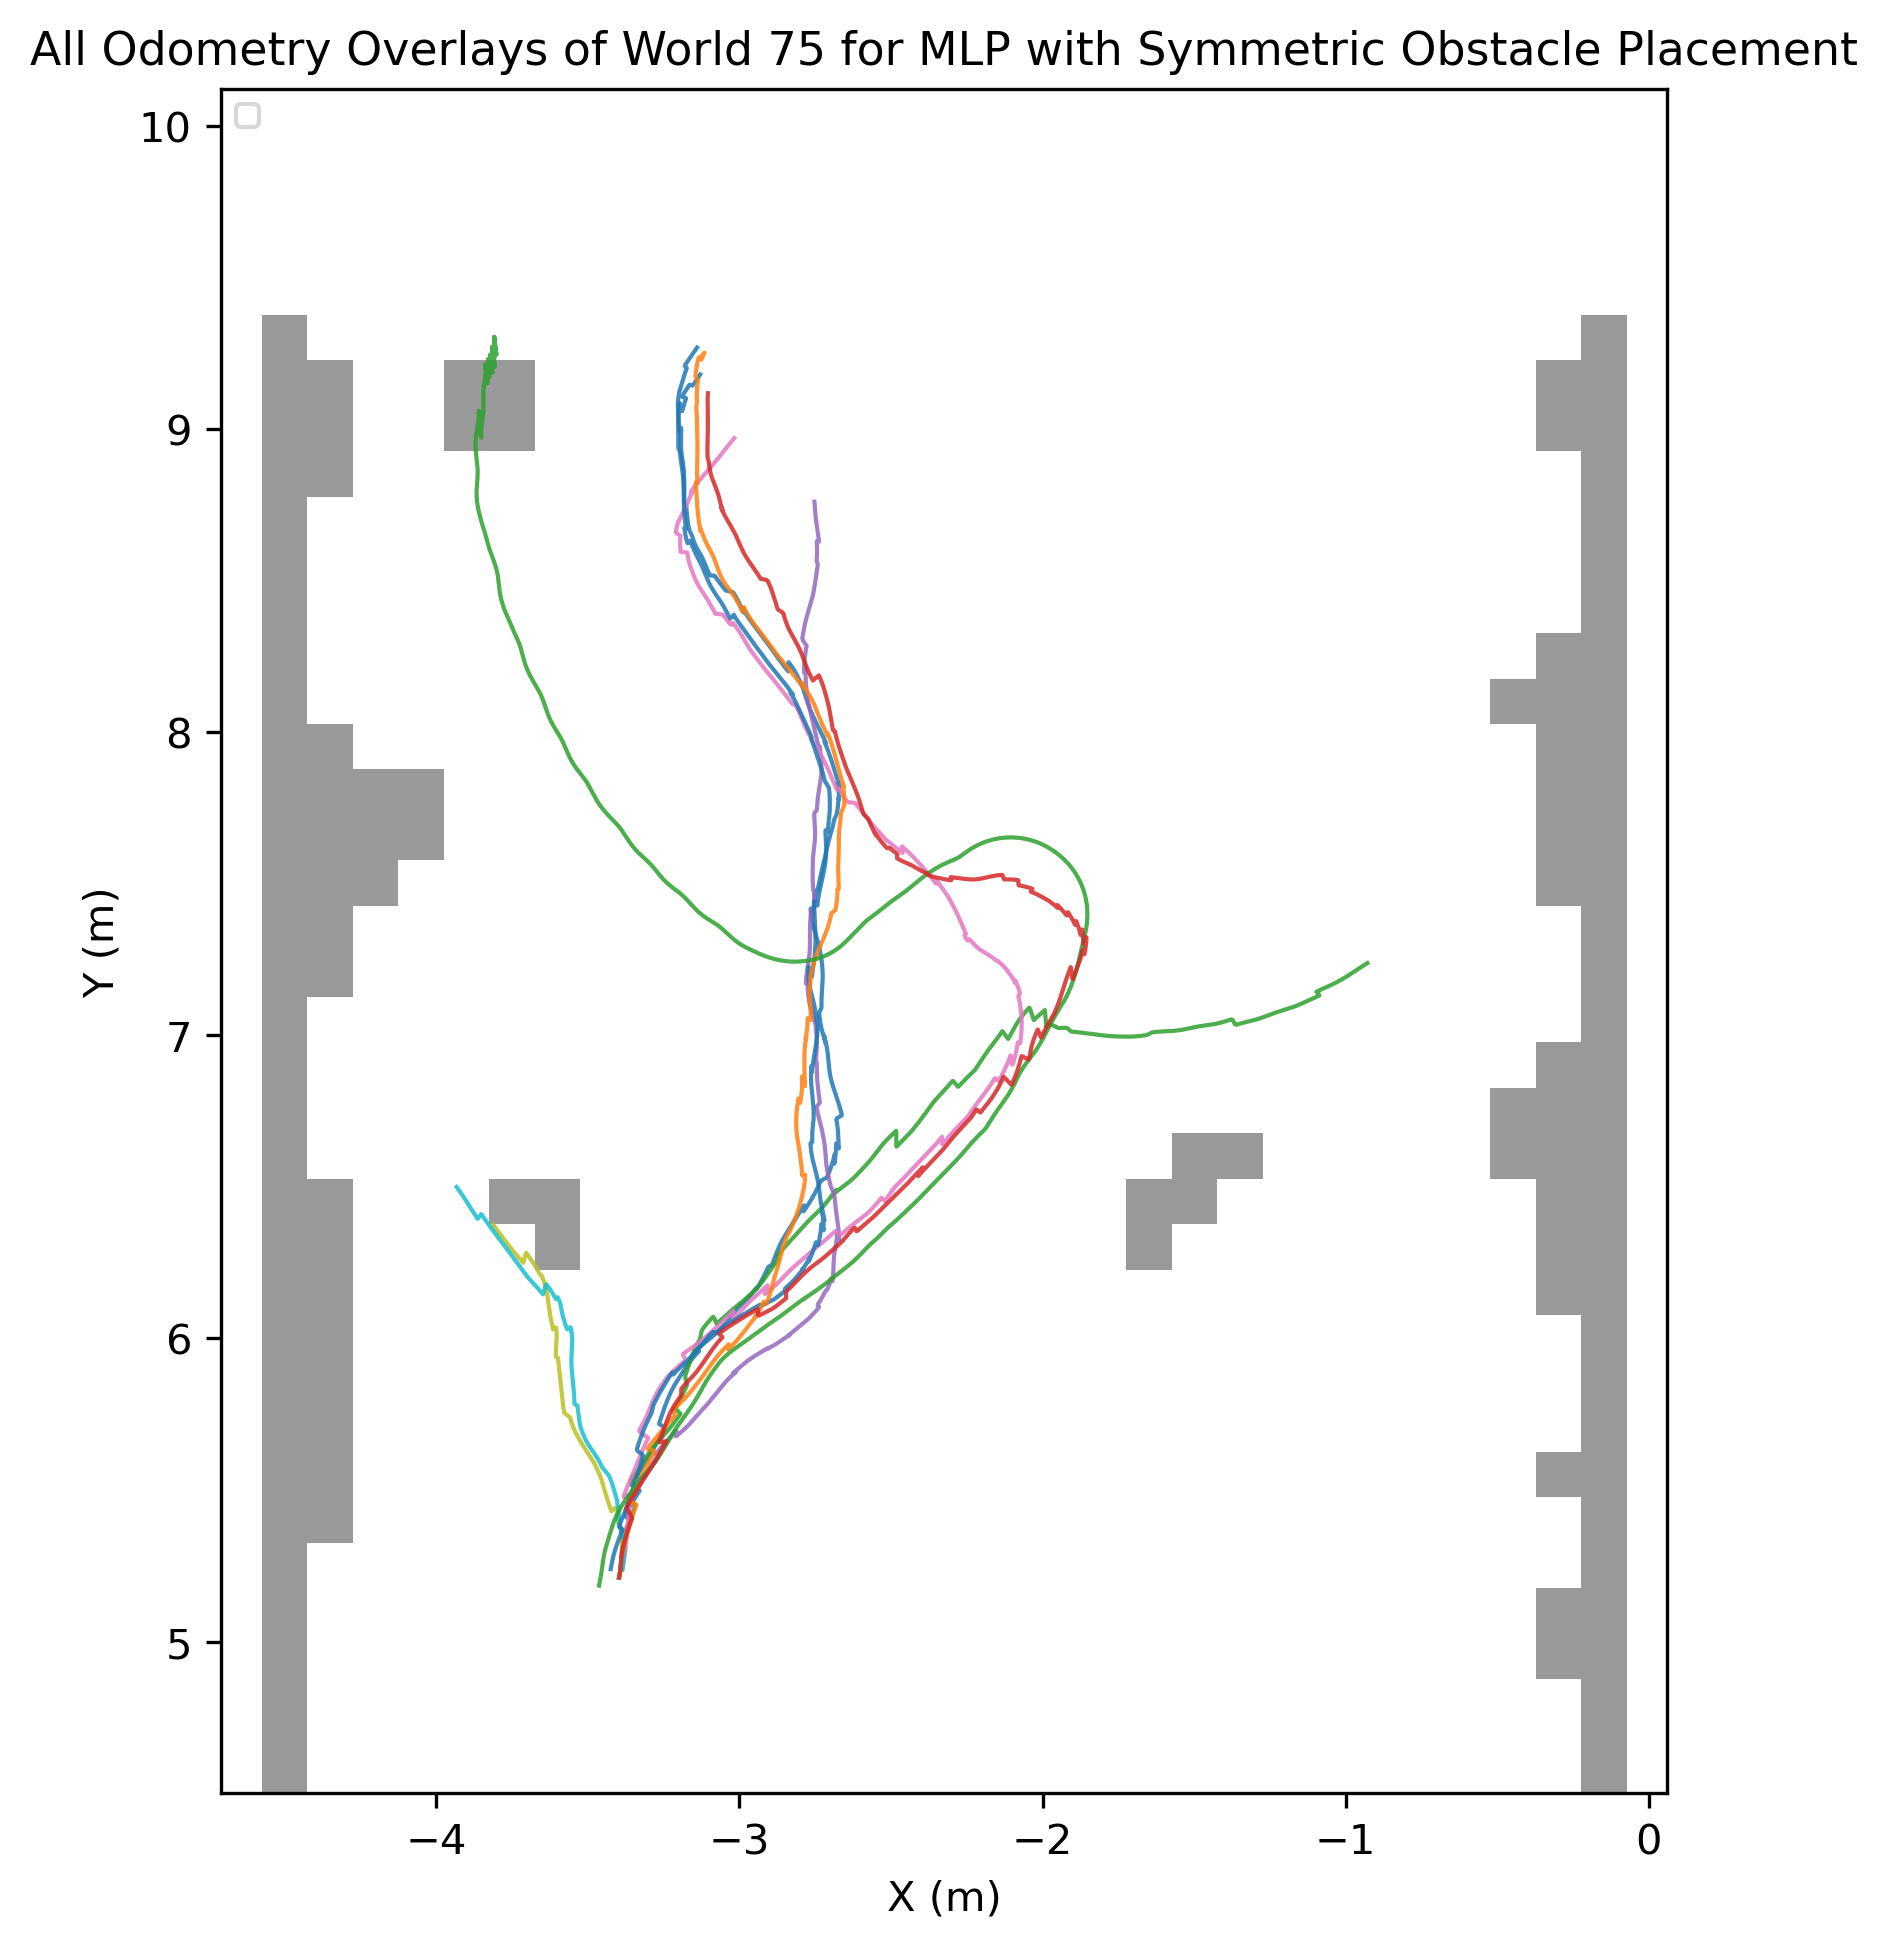 All Odometry Overlays of World 75 for MLP with Symmetric Obstacle Placement
10
9
8
7
6
5
Y (m)
−4 −3 −2 −1 0
X (m)